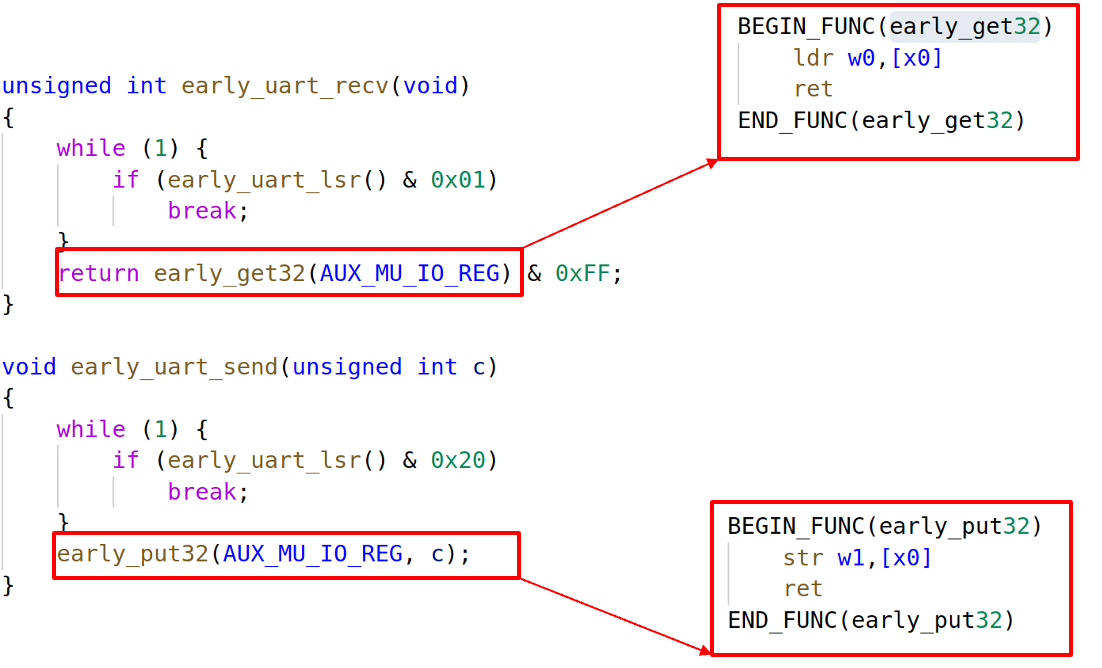 unsigned int early_uart_recv(void)
{
    while (1) {
        if (early_uart_lsr() & 0x01)
            break;
    }
    return early_get32(AUX_MU_IO_REG) & 0xFF;
}

void early_uart_send(unsigned int c)
{
    while (1) {
        if (early_uart_lsr() & 0x20)
            break;
    }
    early_put32(AUX_MU_IO_REG, c);
}

BEGIN_FUNC(early_get32)
    ldr w0,[x0]
    ret
END_FUNC(early_get32)

BEGIN_FUNC(early_put32)
    str w1,[x0]
    ret
END_FUNC(early_put32)